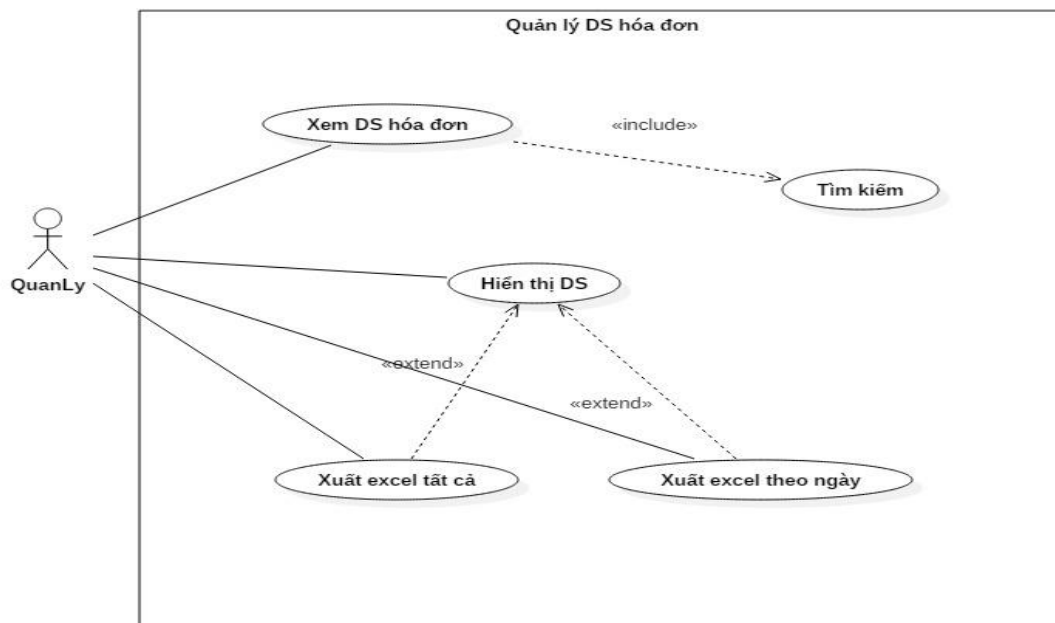 Quản lý DS hóa đơn
Xem DS hóa đơn
«include»
Tìm kiếm
QuanLy
Hiển thị DS
«extend»
«extend»
Xuất excel tất cả
Xuất excel theo ngày